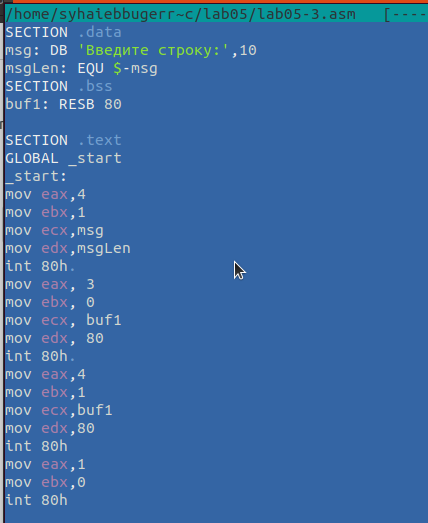 /home/syhaiebbugerr~c/lab05/lab05-3.asm   [----
SECTION .data
msg: DB 'Введите строку:',10
msgLen: EQU $-msg
SECTION .bss
buf1: RESB 80
SECTION .text
GLOBAL _start
_start:
mov eax,4
mov ebx,1
mov ecx,msg
mov edx,msgLen
int 80h.
mov eax, 3
mov ebx, 0
mov ecx, buf1
mov edx, 80
int 80h.
mov eax,4
mov ebx,1
mov ecx,buf1
mov edx,80
int 80h
mov eax,1
mov ebx,0
int 80h